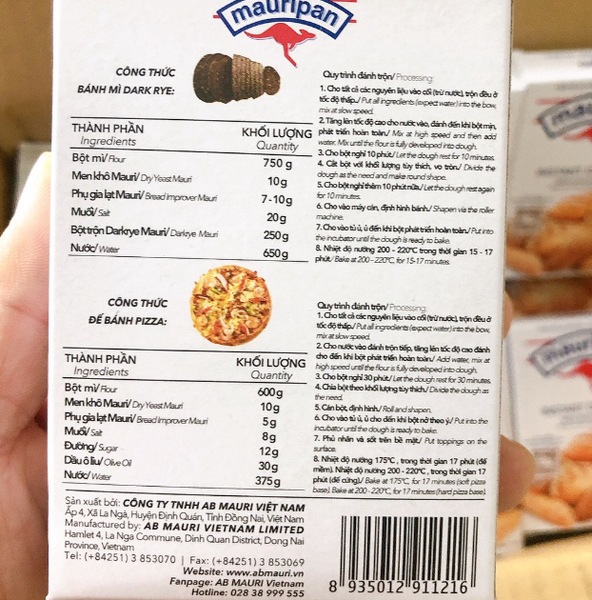 mauripan
CÔNG THỨC
BÁNH MÌ DARK RYE:
THÀNH PHẦN KHỐI LƯỢNG
Ingredients Quantity
Bột mì/ Flour 750 g
Men khô Mauri/ Dry Yeast Mauri 10 g
Phụ gia lạt Mauri/ Bread Improver Mauri 7-10 g
Muối/ Salt 20 g
Bột trộn Darkrye Mauri/ Darkrye Mauri 250 g
Nước/ Water 650 g
Quy trình đánh trộn/ Processing:
1. Cho tất cả các nguyên liệu vào cối (trừ nước), trộn đều ở
tốc độ thấp./ Put all ingredients (expect water) into the bow,
mix at slow speed.
2. Tăng lên tốc độ cao cho nước vào, đánh đến khi bột mịn,
phát triển hoàn toàn./ Mix at high speed and then add
water. Mix until the flour is fully developed into dough.
3. Cho bột nghỉ 10 phút./ Let the dough rest for 10 minutes.
4. Cắt bột với khối lượng tùy thích, vo tròn./ Divide the
dough as the need and make round shape.
5. Cho bột nghỉ thêm 10 phút nữa./ Let the dough rest again
for 10 minutes.
6. Cho vào máy cán, định hình bánh./ Shapen via the roller
machine.
7. Cho vào tủ ủ, ủ đến khi bột phát triển hoàn toàn./ Put into
the incubator until the dough is ready to bake.
8. Nhiệt độ nướng 200 - 220°C trong thời gian 15 - 17
phút./ Bake at 200 - 220°C, for 15-17 minutes.
CÔNG THỨC
ĐẾ BÁNH PIZZA:
THÀNH PHẦN KHỐI LƯỢNG
Ingredients Quantity
Bột mì/ Flour 600 g
Men khô Mauri/ Dry Yeast Mauri 10 g
Phụ gia lạt Mauri/ Bread Improver Mauri 5 g
Muối/ Salt 8 g
Đường/ Sugar 12 g
Dầu ô liu/ Olive Oil 30 g
Nước/ Water 375 g
Quy trình đánh trộn/ Processing:
1. Cho tất cả các nguyên liệu vào cối (trừ nước), trộn đều ở
tốc độ thấp./ Put all ingredients (expect water) into the bow,
mix at slow speed.
2. Cho nước vào đánh trộn tiếp, tăng lên tốc độ cao đánh
cho đến khi bột phát triển hoàn toàn./ Add water, mix at
high speed until the flour is fully developed into dough.
3. Cho bột nghỉ 30 phút./ Let the dough rest for 30 minutes.
4. Chia bột theo khối lượng tùy thích./ Divide the dough as
the need.
5. Cán bột, định hình./ Roll and shapen.
6. Cho vào tủ ủ, ủ cho đến khi bột nở theo ý./ Put into the
incubator until the dough is ready to bake.
7. Phủ nhân và sốt trên bề mặt./ Put toppings on the
surface.
8. Nhiệt độ nướng 175°C , trong thời gian 17 phút (đế
mềm). Nhiệt độ nướng 200 - 220°C , trong thời gian 17
phút (đế cứng)./ Bake at 175°C, for 17 minutes (soft pizza
base). Bake at 200 - 220°C, for 17 minutes (hard pizza base).
Sản xuất bởi: CÔNG TY TNHH AB MAURI VIỆT NAM
Ấp 4, Xã La Ngà, Huyện Định Quán, Tỉnh Đồng Nai, Việt Nam
Manufactured by: AB MAURI VIETNAM LIMITED
Hamlet 4, La Nga Commune, Dinh Quan District, Dong Nai
Province, Vietnam
Tel: (+84251) 3 853070 | Fax: (+84251) 3 853069
Website: www.abmauri.vn
Fanpage: AB MAURI Vietnam
Hotline: 028 38 999 555
8 935012 911216